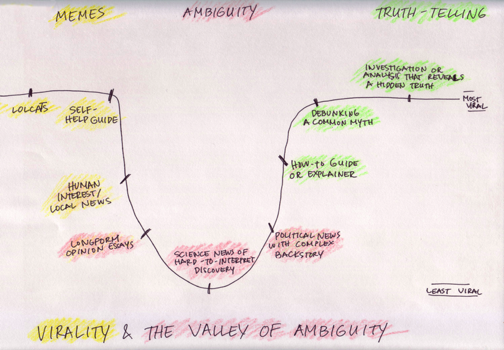 MEMES
AMBIGUITY
TRUTH-TELLING
INVESTIGATION OR
ANALYSIS THAT REVEALS
A HIDDEN TRUTH
MOST
VIRAL
LOLCATS
SELF-
HELP GUIDE
DEBUNKING
A COMMON MYTH
HOW-TO GUIDE
OR EXPLAINER
HUMAN
INTEREST/
LOCAL NEWS
LONGFORM
OPINION ESSAYS
SCIENCE NEWS OF
HARD-TO-INTERPRET
DISCOVERY
POLITICAL NEWS
WITH COMPLEX
BACKSTORY
LEAST VIRAL
VIRALITY & THE VALLEY OF AMBIGUITY